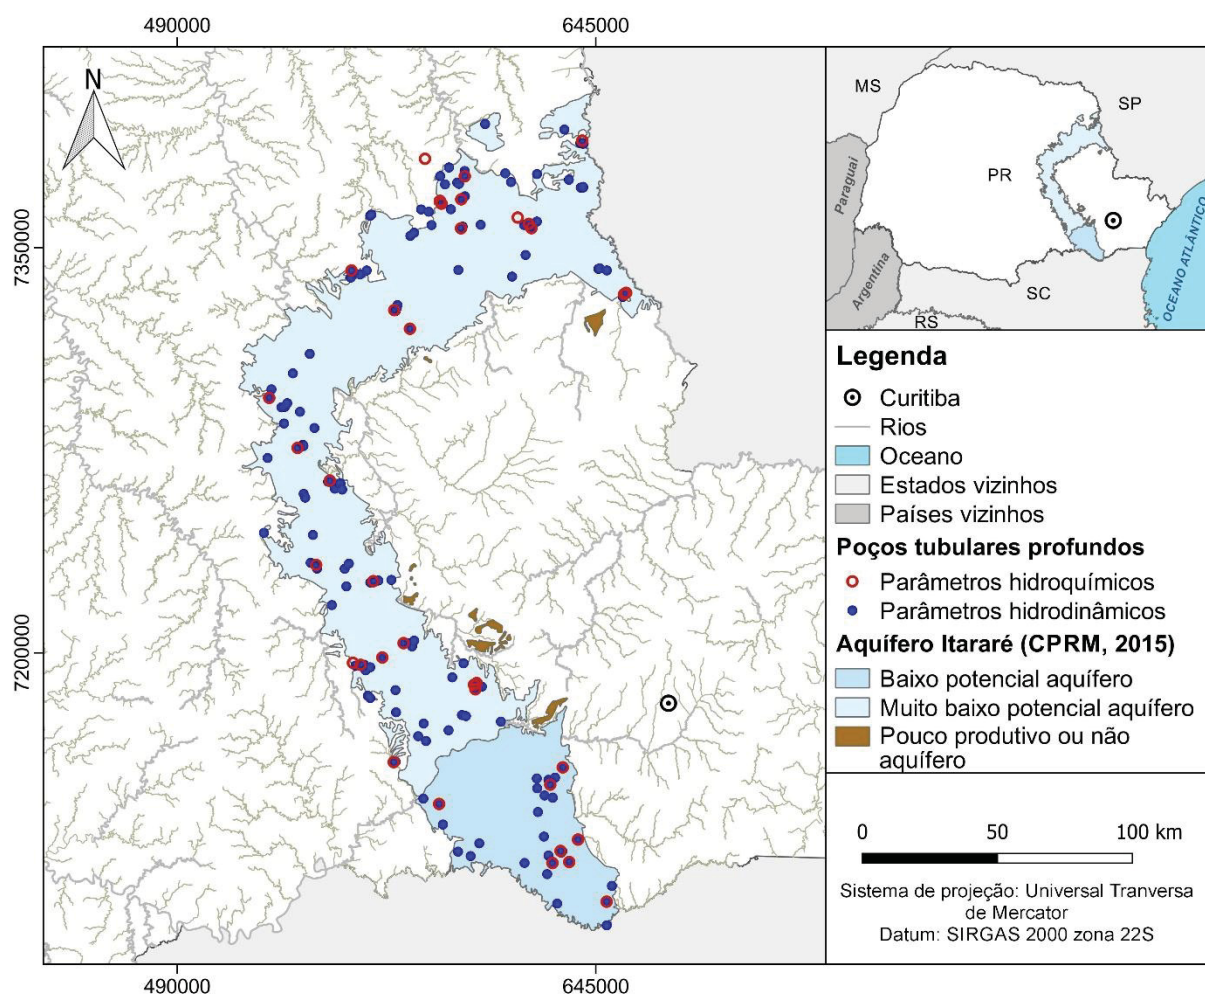 490000
645000
N
7350000
7200000
490000
645000
MS
SP
Paraguai
PR
Argentina
SC
RS
OCEANO ATLÂNTICO
Legenda
Curitiba
Rios
Oceano
Estados vizinhos
Países vizinhos
Poços tubulares profundos
Parâmetros hidroquímicos
Parâmetros hidrodinâmicos
Aquífero Itararé (CPRM, 2015)
Baixo potencial aquífero
Muito baixo potencial aquífero
Pouco produtivo ou não
aquífero
0 50 100 km
Sistema de projeção: Universal Tranversa
de Mercator
Datum: SIRGAS 2000 zona 22S